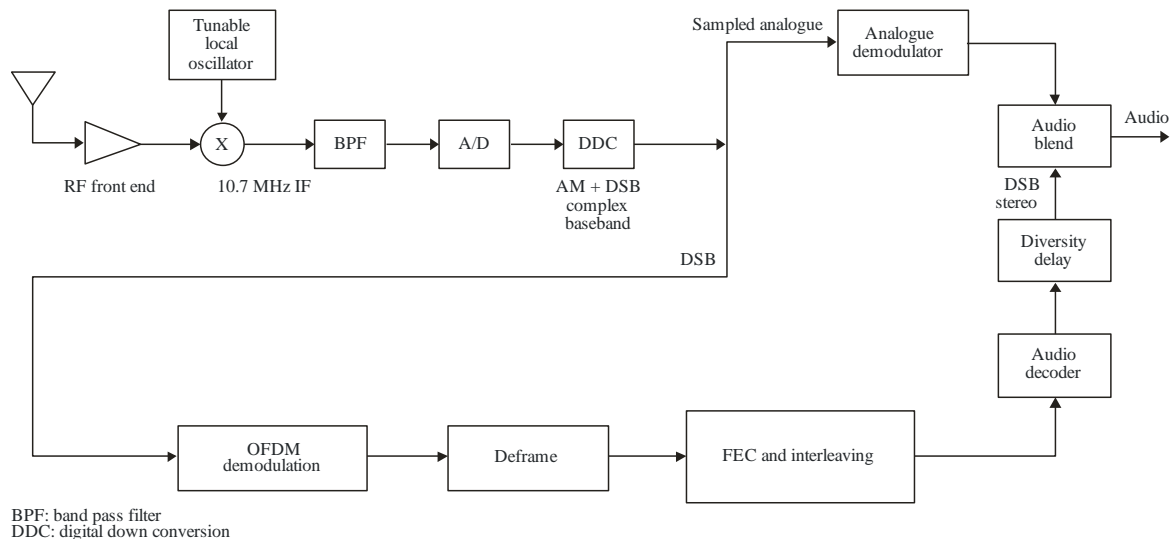 Tunable
local
oscillator
Sampled analogue
Analogue
demodulator
X
BPF
A/D
DDC
Audio
blend
Audio
RF front end
10.7 MHz IF
AM + DSB
complex
baseband
DSB
stereo
DSB
Diversity
delay
Audio
decoder
OFDM
demodulation
Deframe
FEC and interleaving
BPF: band pass filter
DDC: digital down conversion